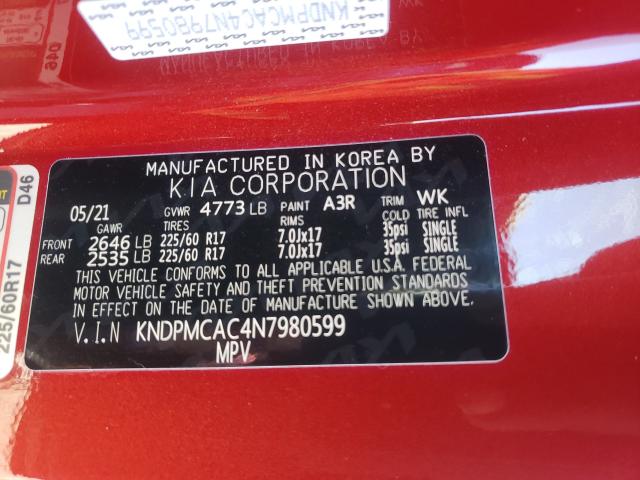 KNDPMCAC4N7980599
WK
D46
MANUFACTURED IN KOREA BY
KIA CORPORATION
05/21 GVWR 4773 LB PAINT A3R TRIM WK
GAWR TIRES RIMS COLD TIRE INFL
FRONT 2646 LB 225/60 R17 7.0Jx17 35psi SINGLE
REAR 2535 LB 225/60 R17 7.0Jx17 35psi SINGLE
THIS VEHICLE CONFORMS TO ALL APPLICABLE U.S.A. FEDERAL
MOTOR VEHICLE SAFETY AND THEFT PREVENTION STANDARDS
IN EFFECT ON THE DATE OF MANUFACTURE SHOWN ABOVE.
V.I.N KNDPMCAC4N7980599
MPV
D46
225/60R17